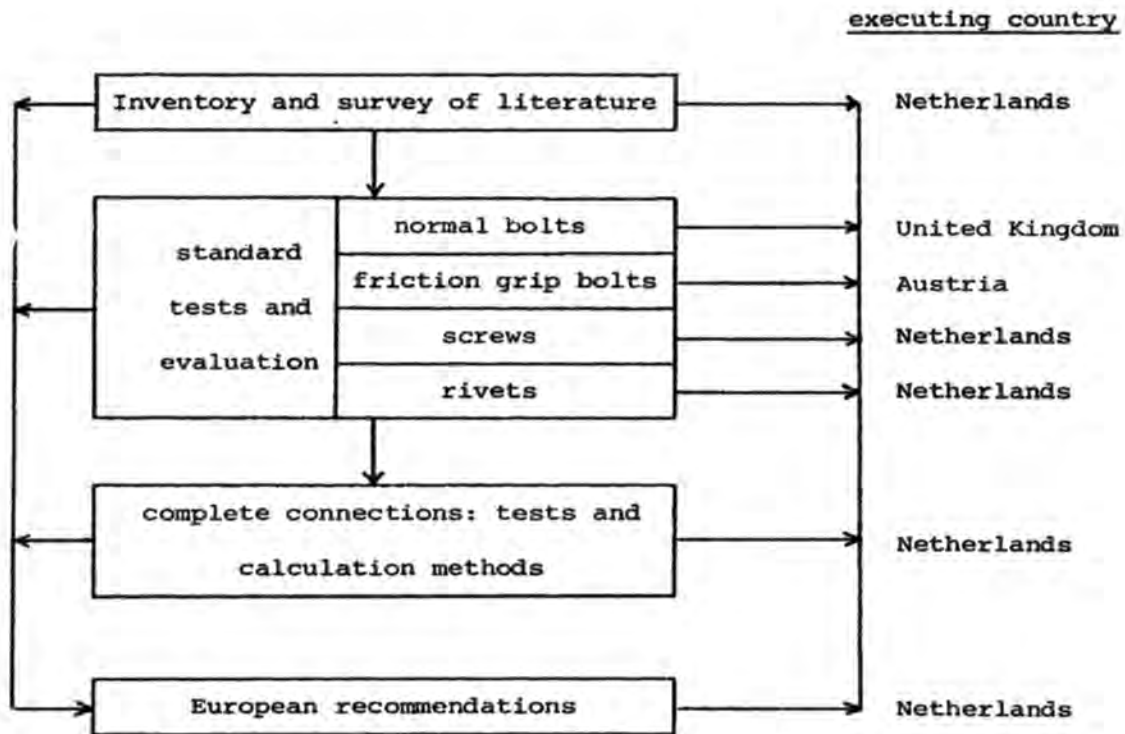 executing country
Inventory and survey of literature
Netherlands
standard
tests and
evaluation
normal bolts
United Kingdom
friction grip bolts
Austria
screws
Netherlands
rivets
Netherlands
complete connections: tests and
calculation methods
Netherlands
European recommendations
Netherlands